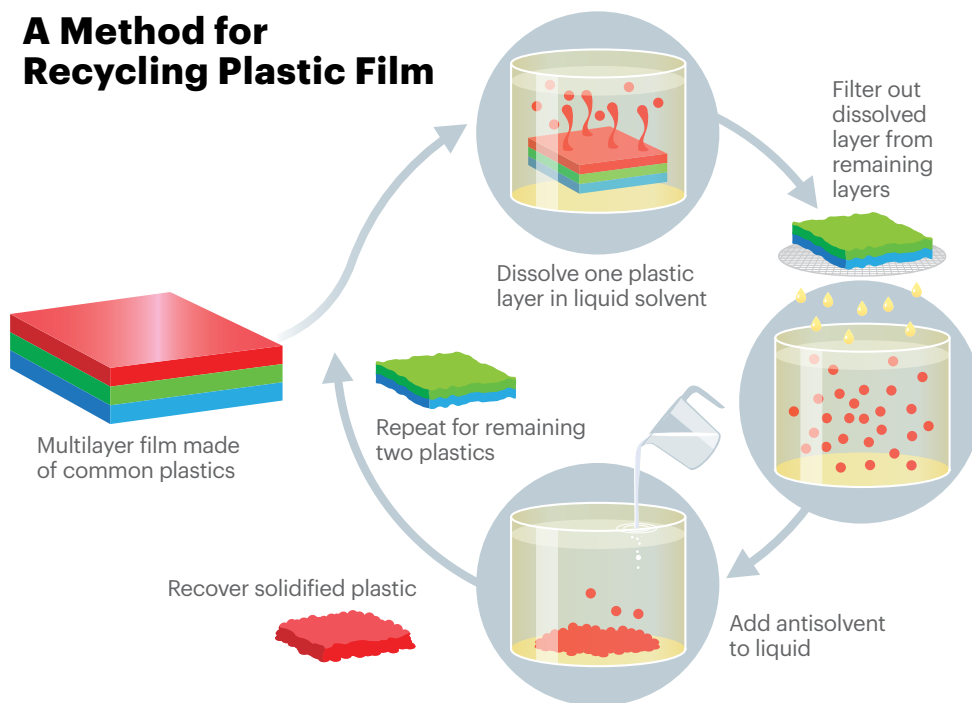 A Method for
Recycling Plastic Film
Multilayer film made
of common plastics
Dissolve one plastic
layer in liquid solvent
Filter out
dissolved
layer from
remaining
layers
Add antisolvent
to liquid
Recover solidified plastic
Repeat for remaining
two plastics